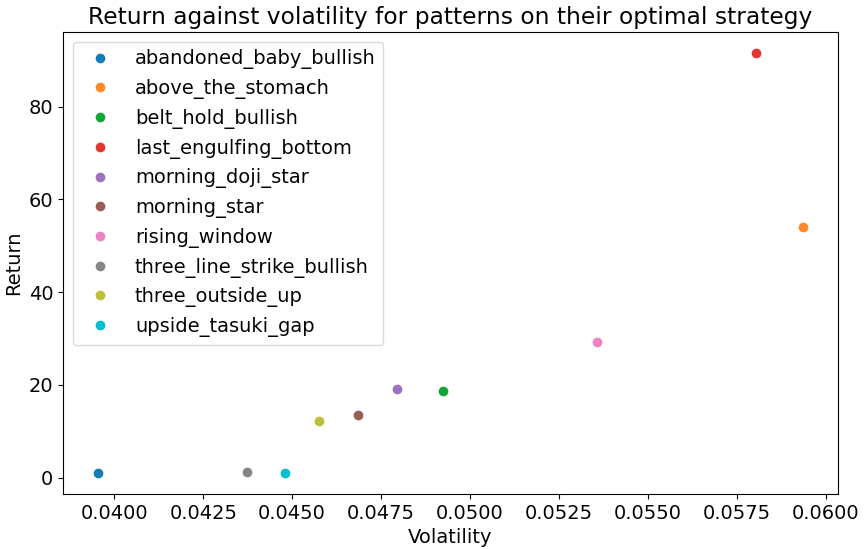 Return against volatility for patterns on their optimal strategy
abandoned_baby_bullish
above_the_stomach
belt_hold_bullish
last_engulfing_bottom
morning_doji_star
morning_star
rising_window
three_line_strike_bullish
three_outside_up
upside_tasuki_gap
Return
80
60
40
20
0
0.0400 0.0425 0.0450 0.0475 0.0500 0.0525 0.0550 0.0575 0.0600
Volatility